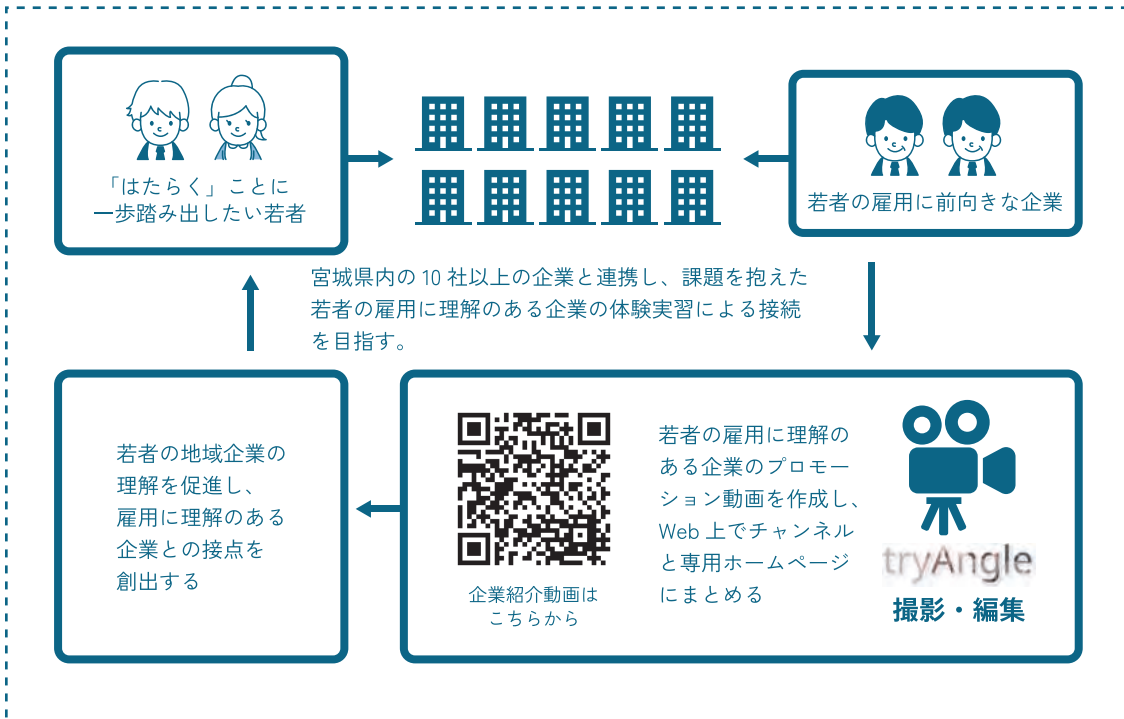 「はたらく」ことに
一歩踏み出したい若者
若者の雇用に前向きな企業
宮城県内の 10 社以上の企業と連携し、課題を抱えた
若者の雇用に理解のある企業の体験実習による接続
を目指す。
若者の地域企業の
理解を促進し、
雇用に理解のある
企業との接点を
創出する
企業紹介動画は
こちらから
若者の雇用に理解の
ある企業のプロモー
ション動画を作成し、
Web 上でチャンネル
と専用ホームページ
にまとめる
tryAngle
撮影・編集